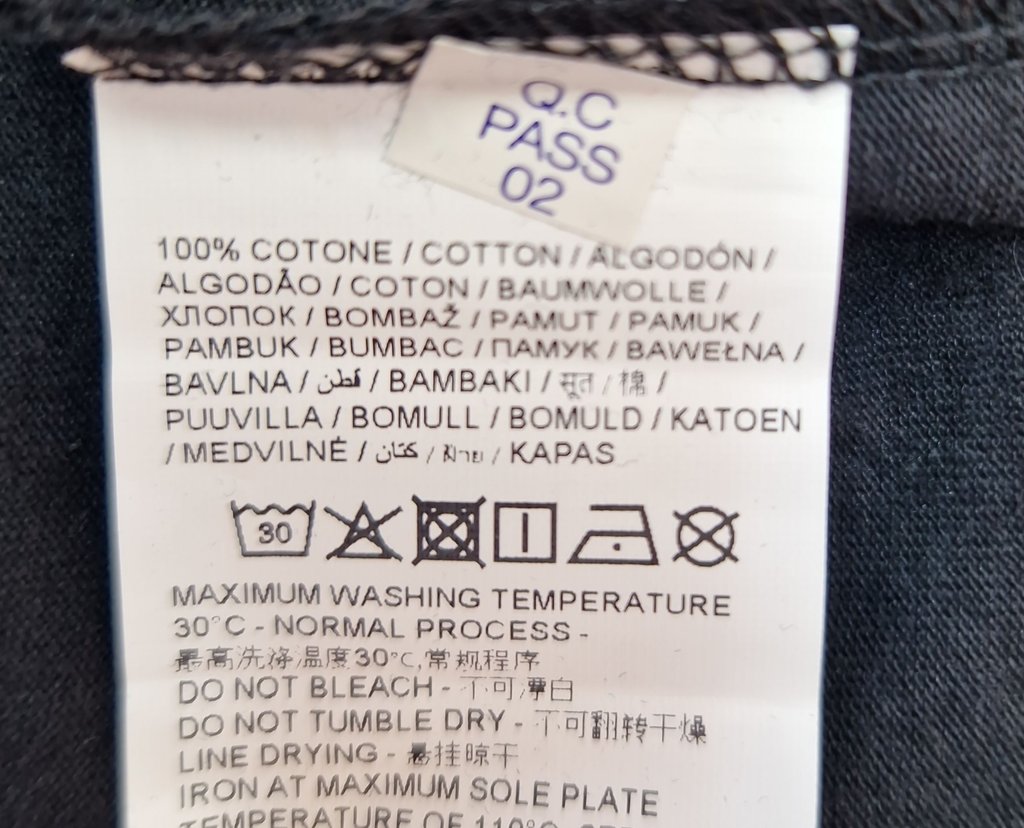 Q.C
PASS
02
100% COTONE / COTTON / ALGODÓN /
ALGODÃO / COTON / BAUMWOLLE /
ХЛОПОК / BOMBAŽ / PAMUT / PAMUK /
PAMBUK / BUMBAC / ПАМУК / BAWEŁNA /
BAVLNA / قطن / BAMBAKI / सूत / 棉 /
PUUVILLA / BOMULL / BOMULD / KATOEN
/ MEDVILNĖ / كتان / ฝ้าย / KAPAS
30
MAXIMUM WASHING TEMPERATURE
30°C - NORMAL PROCESS -
最高洗涤温度30℃,常规程序
DO NOT BLEACH - 不可漂白
DO NOT TUMBLE DRY - 不可翻转干燥
LINE DRYING - 悬挂晾干
IRON AT MAXIMUM SOLE PLATE
TEMPERATURE OF 110°C